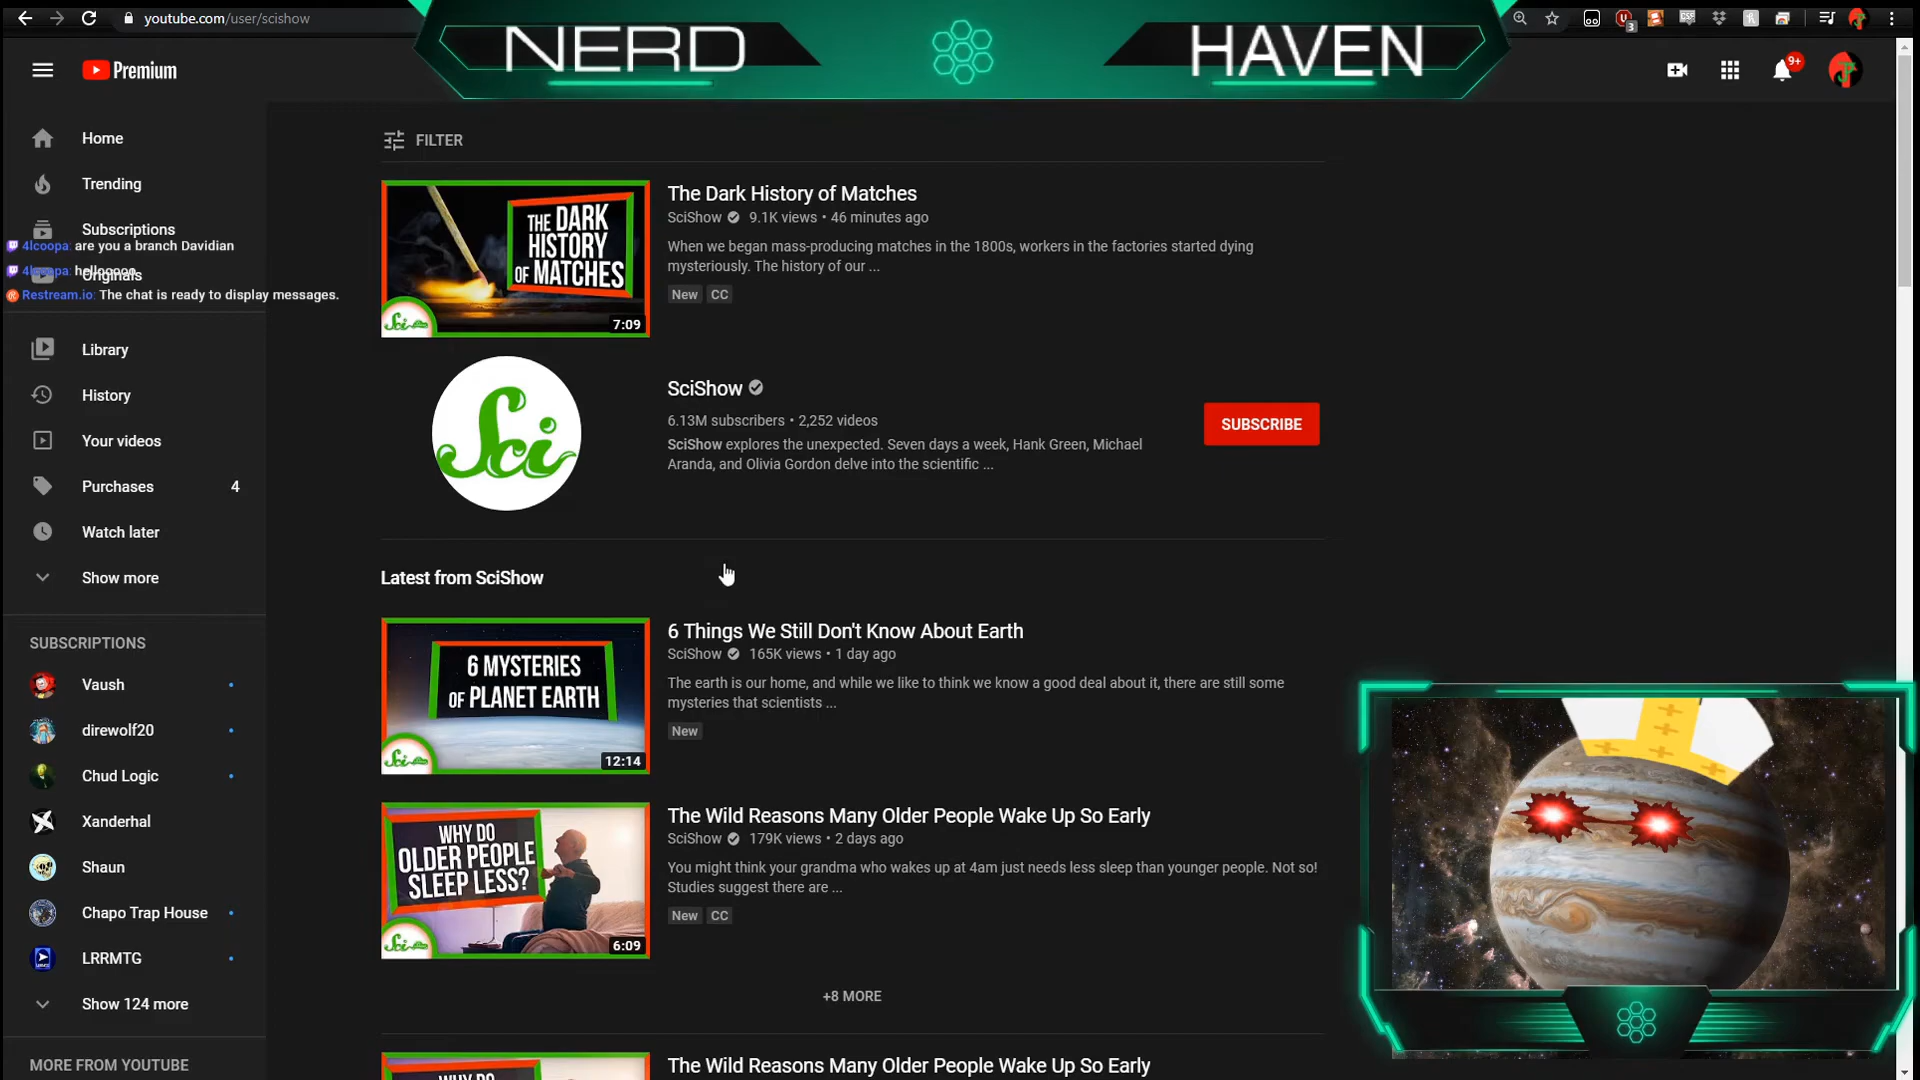 youtube.com/user/scishow
NERD
HAVEN
3
Premium
9+
Home
Trending
Subscriptions
4lcoopa: are you a branch Davidian
4lcoopa: hellooooo
Originals
Restream.io: The chat is ready to display messages.
Library
History
Your videos
Purchases 4
Watch later
Show more
SUBSCRIPTIONS
Vaush
direwolf20
Chud Logic
Xanderhal
Shaun
Chapo Trap House
LRRMTG
Show 124 more
MORE FROM YOUTUBE
FILTER
THE DARK
HISTORY
OF MATCHES
Sci
7:09
The Dark History of Matches
SciShow 9.1K views • 46 minutes ago
When we began mass-producing matches in the 1800s, workers in the factories started dying
mysteriously. The history of our ...
New CC
Sci
SciShow
6.13M subscribers • 2,252 videos
SciShow explores the unexpected. Seven days a week, Hank Green, Michael
Aranda, and Olivia Gordon delve into the scientific ...
SUBSCRIBE
Latest from SciShow
6 MYSTERIES
OF PLANET EARTH
12:14
6 Things We Still Don't Know About Earth
SciShow 165K views • 1 day ago
The earth is our home, and while we like to think we know a good deal about it, there are still some
mysteries that scientists ...
New
WHY DO
OLDER PEOPLE
SLEEP LESS?
6:09
The Wild Reasons Many Older People Wake Up So Early
SciShow 179K views • 2 days ago
You might think your grandma who wakes up at 4am just needs less sleep than younger people. Not so!
Studies suggest there are ...
New CC
+8 MORE
WHY DO
The Wild Reasons Many Older People Wake Up So Early